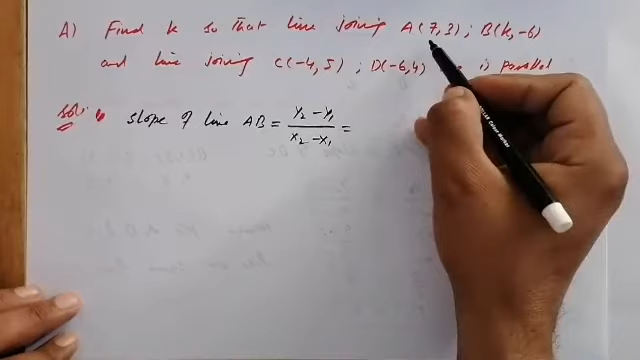 A) Find k so that line joining A(7,3); B(k,-6)
and line joining C(-4,5); D(-6,4) is parallel
Sol:- Slope of line AB = y₂ - y₁ / x₂ - x₁ =